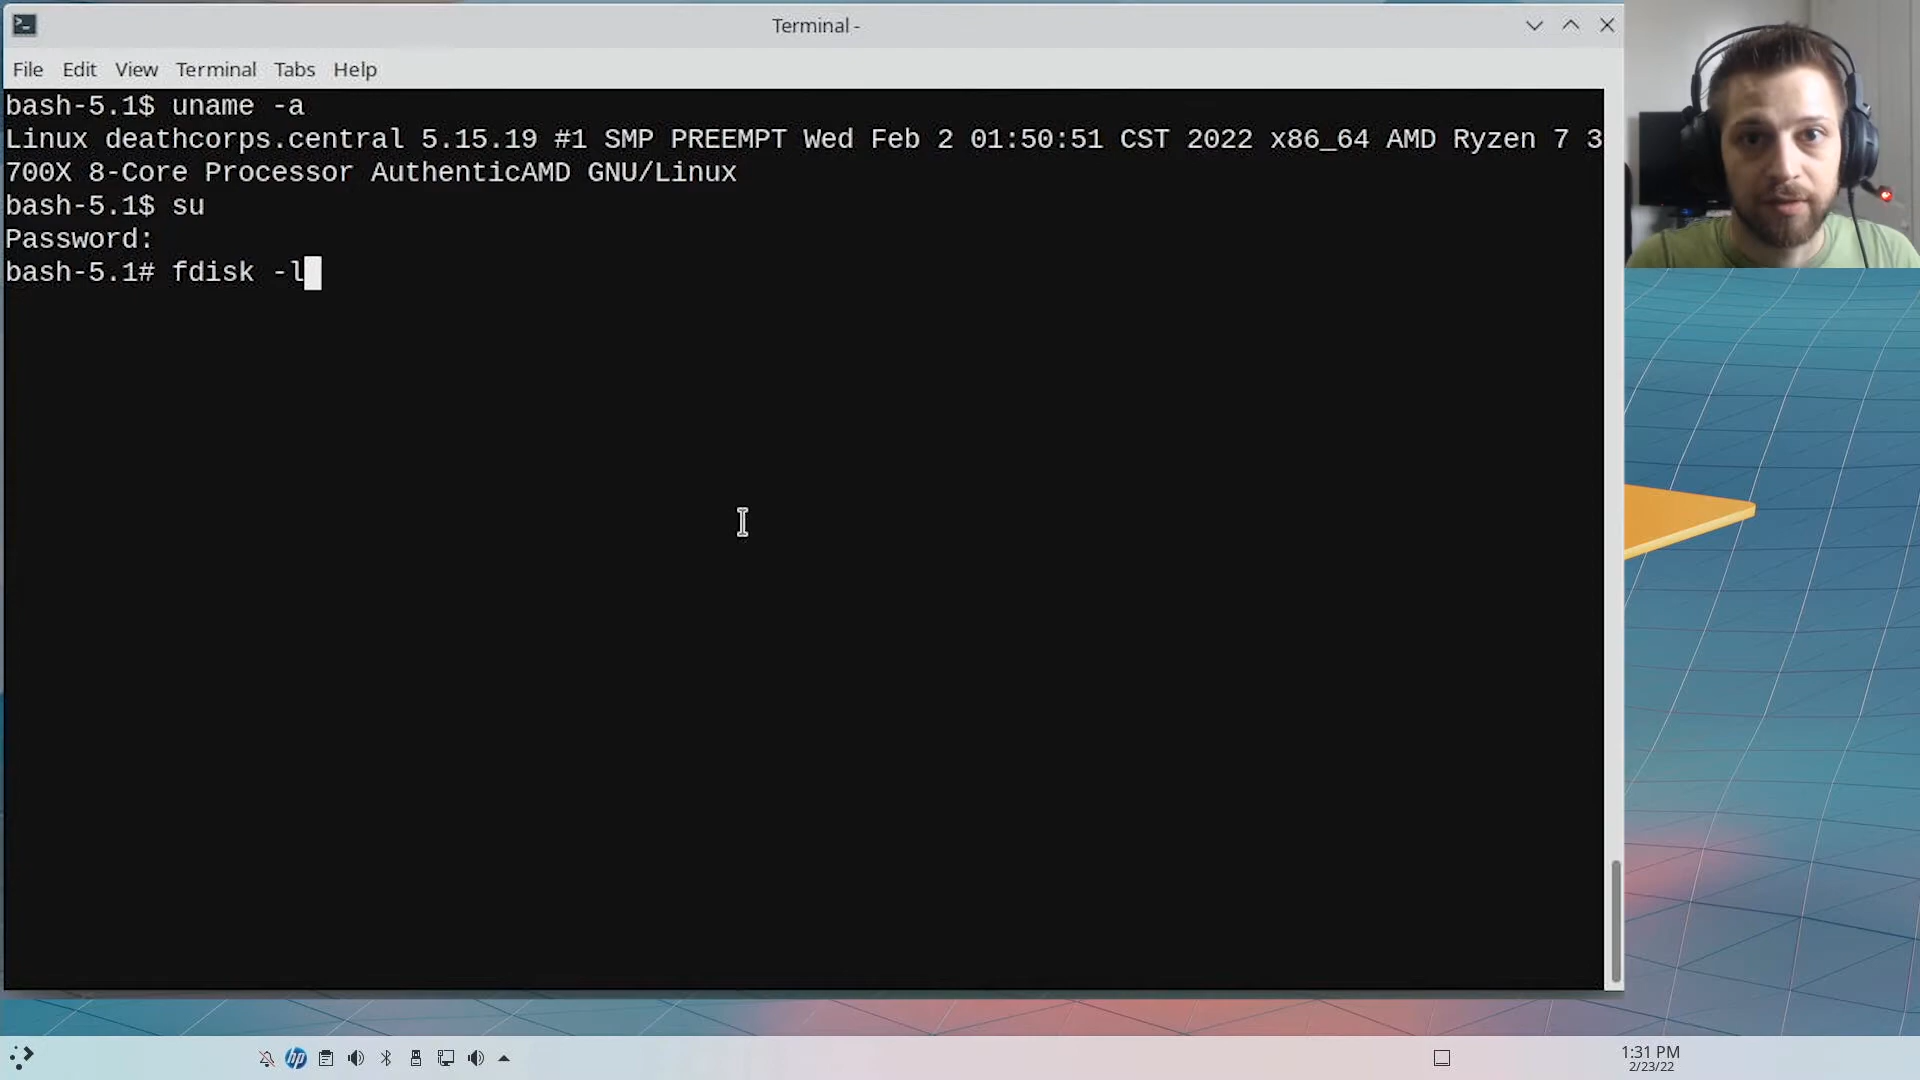 Terminal -
File Edit View Terminal Tabs Help
bash-5.1$ uname -a
Linux deathcorps.central 5.15.19 #1 SMP PREEMPT Wed Feb 2 01:50:51 CST 2022 x86_64 AMD Ryzen 7 3
700X 8-Core Processor AuthenticAMD GNU/Linux
bash-5.1$ su
Password:
bash-5.1# fdisk -l
hp
1:31 PM
2/23/22